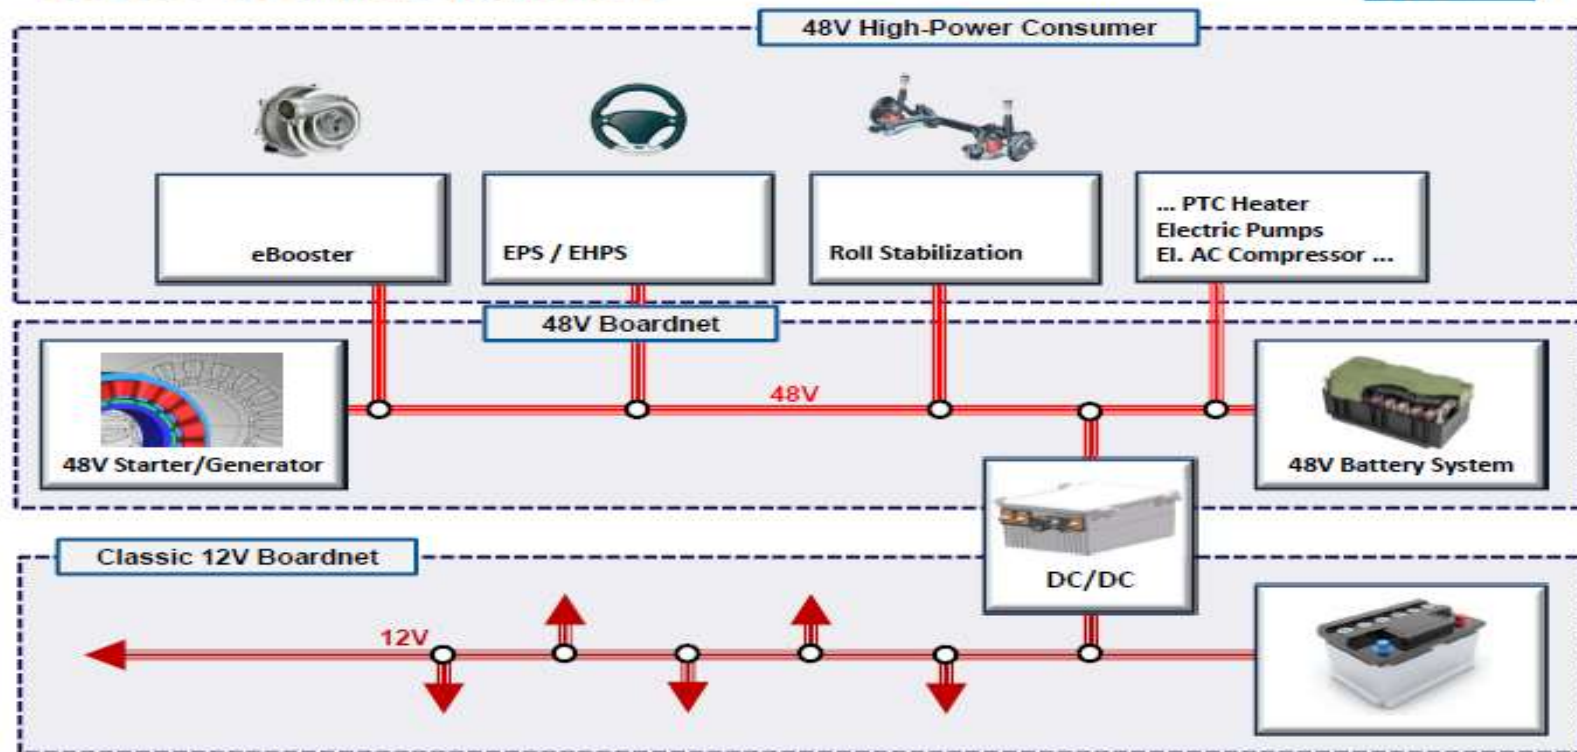 48V High-Power Consumer
eBooster
EPS / EHPS
Roll Stabilization
... PTC Heater
Electric Pumps
El. AC Compressor ...
48V Boardnet
48V
48V Starter/Generator
48V Battery System
DC/DC
Classic 12V Boardnet
12V